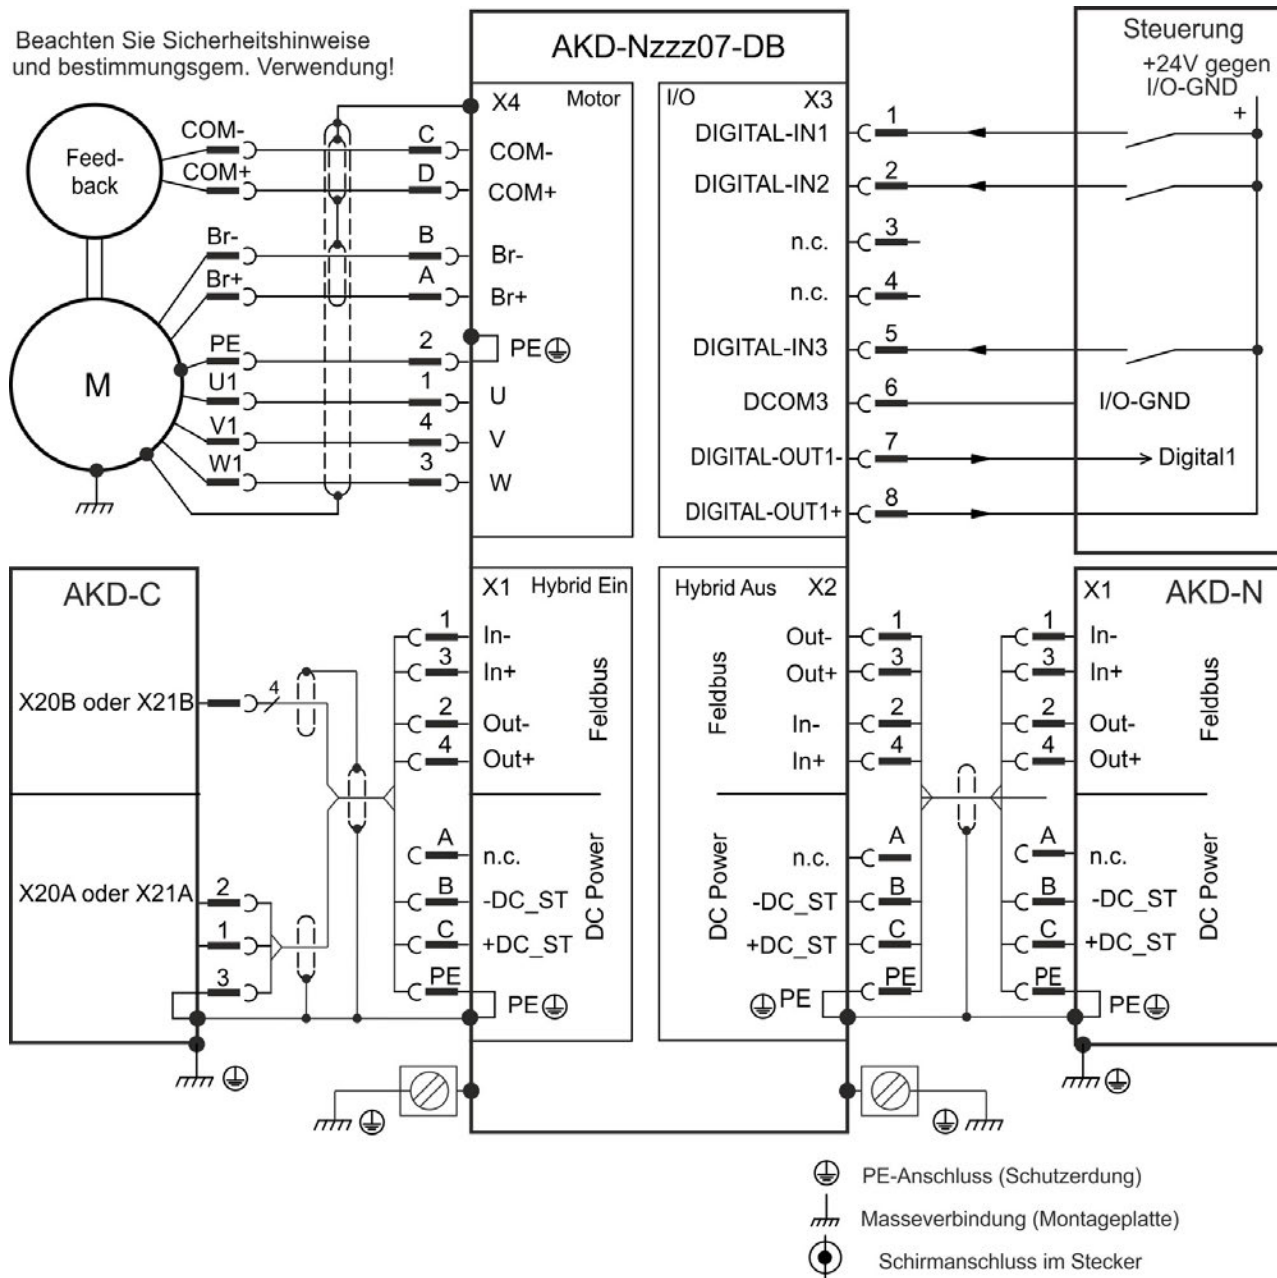 Beachten Sie Sicherheitshinweise
und bestimmungsgem. Verwendung!
AKD-Nzzz07-DB
Steuerung
+24V gegen
I/O-GND
+
Feed-
back
M
COM-
COM+
Br-
Br+
PE
U1
V1
W1
C
D
B
A
2
1
4
3
X4 Motor
COM-
COM+
Br-
Br+
PE
U
V
W
I/O X3
DIGITAL-IN1 1
DIGITAL-IN2 2
n.c. 3
n.c. 4
DIGITAL-IN3 5
DCOM3 6 I/O-GND
DIGITAL-OUT1- 7 Digital1
DIGITAL-OUT1+ 8
AKD-C
X20B oder X21B 4
X20A oder X21A 2
1
3
X1 Hybrid Ein
1 In-
3 In+
2 Out-
4 Out+
Feldbus
A n.c.
B -DC_ST
C +DC_ST
PE PE
DC Power
Hybrid Aus X2
Out- 1
Out+ 3
In- 2
In+ 4
Feldbus
n.c. A
-DC_ST B
+DC_ST C
PE PE
DC Power
X1 AKD-N
1 In-
3 In+
2 Out-
4 Out+
Feldbus
A n.c.
B -DC_ST
C +DC_ST
PE PE
DC Power
PE-Anschluss (Schutzerdung)
Masseverbindung (Montageplatte)
Schirmanschluss im Stecker